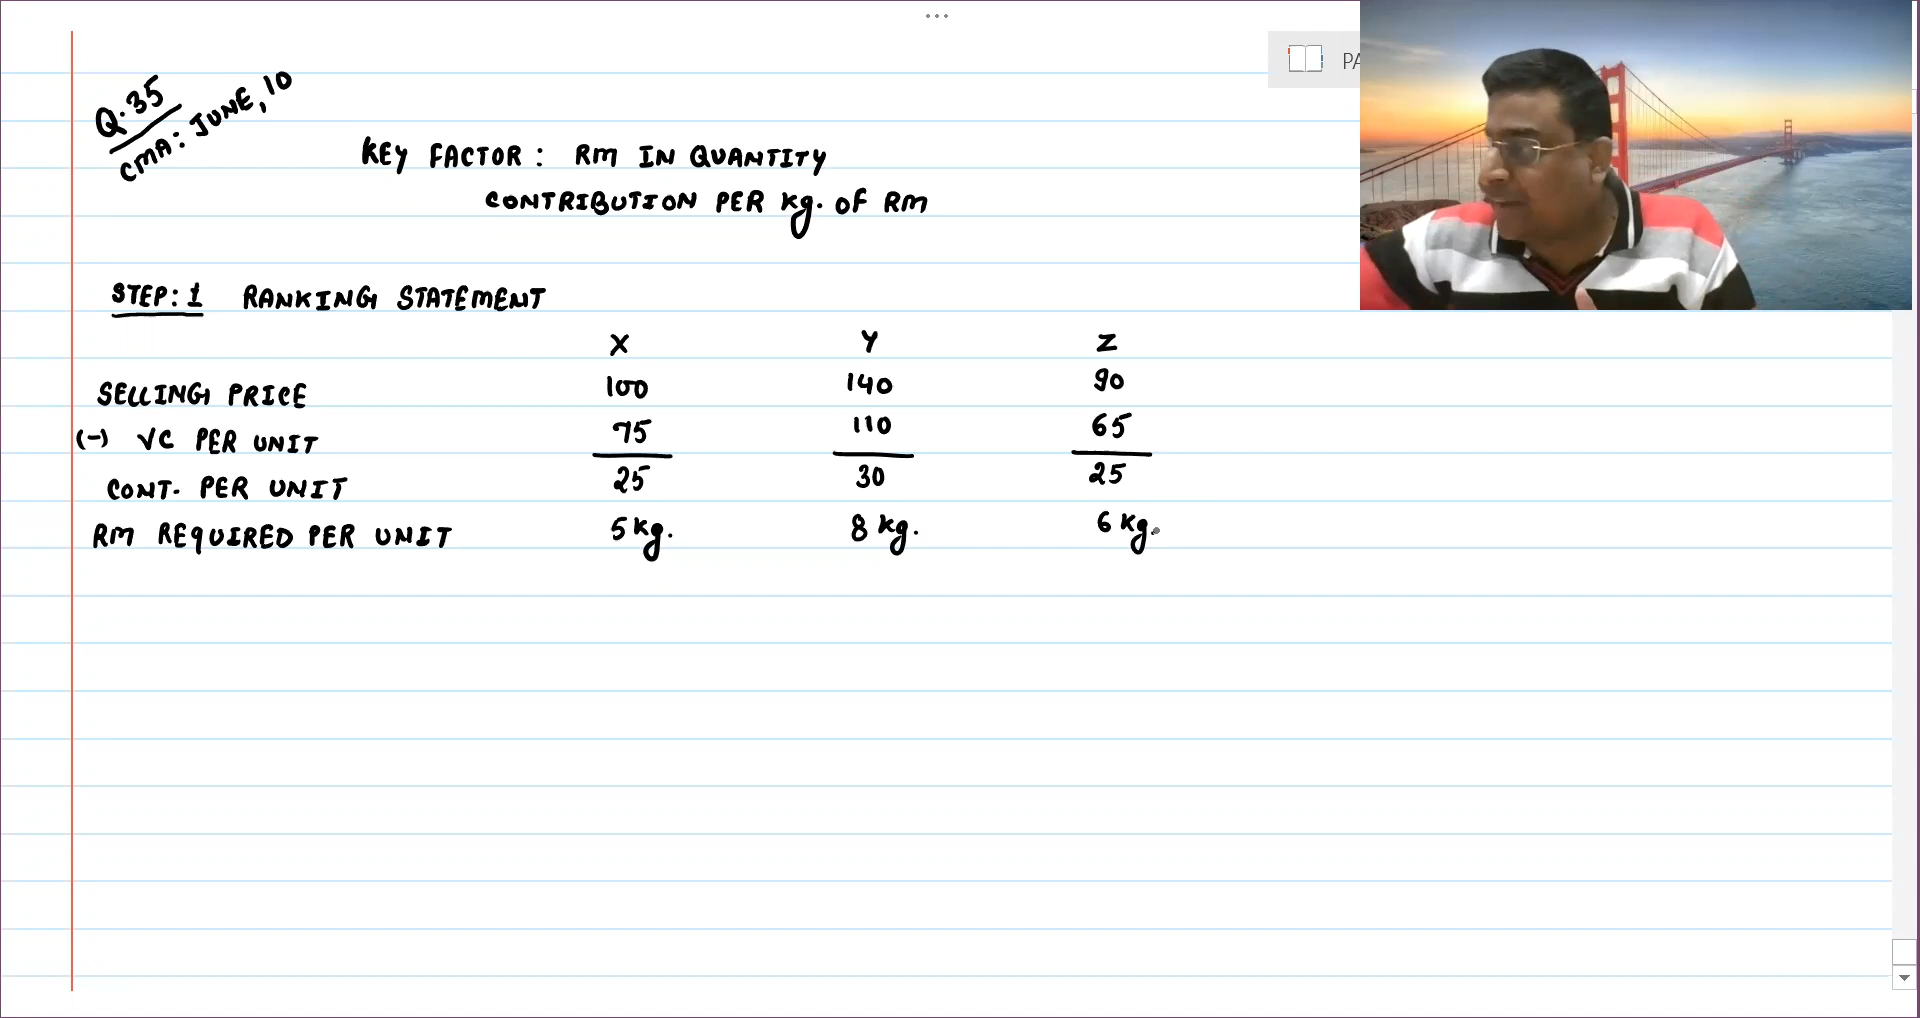 Q.35
CMA: JUNE, 10
PA
KEY FACTOR: RM IN QUANTITY
CONTRIBUTION PER kg. OF RM
STEP: 1 RANKING STATEMENT
X Y Z
SELLING PRICE 100 140 90
(-) VC PER UNIT 75 110 65
CONT. PER UNIT 25 30 25
RM REQUIRED PER UNIT 5 kg. 8 kg. 6 kg.